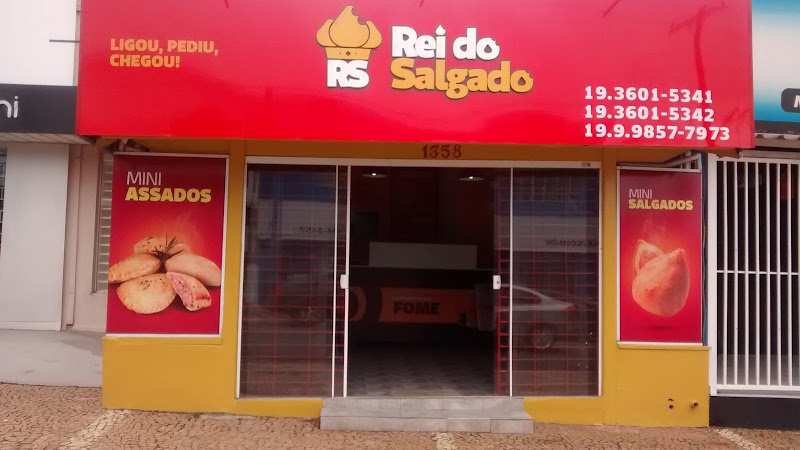 LIGOU, PEDIU,
CHEGOU!
RS
Rei do
Salgado
19.3601-5341
19.3601-5342
19.9.9857-7973
1358
MINI
ASSADOS
MINI
SALGADOS
FOME